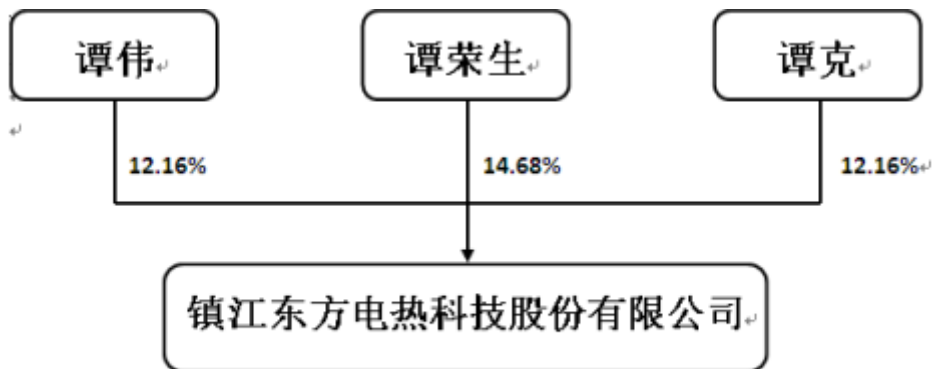 谭伟
谭荣生
谭克
12.16%
14.68%
12.16%
镇江东方电热科技股份有限公司